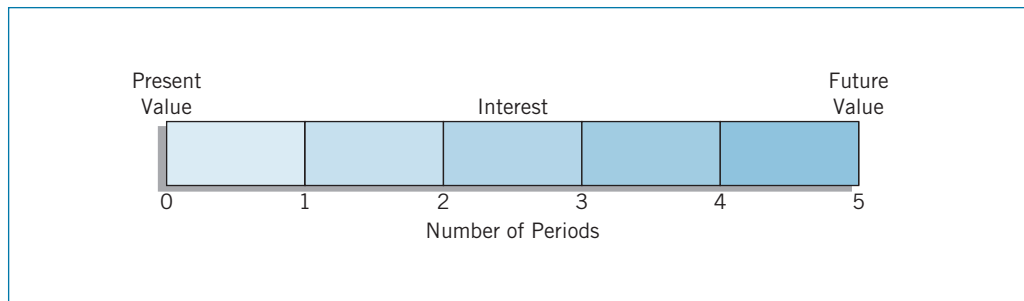 Present Value
Interest
Future Value
0 1 2 3 4 5
Number of Periods